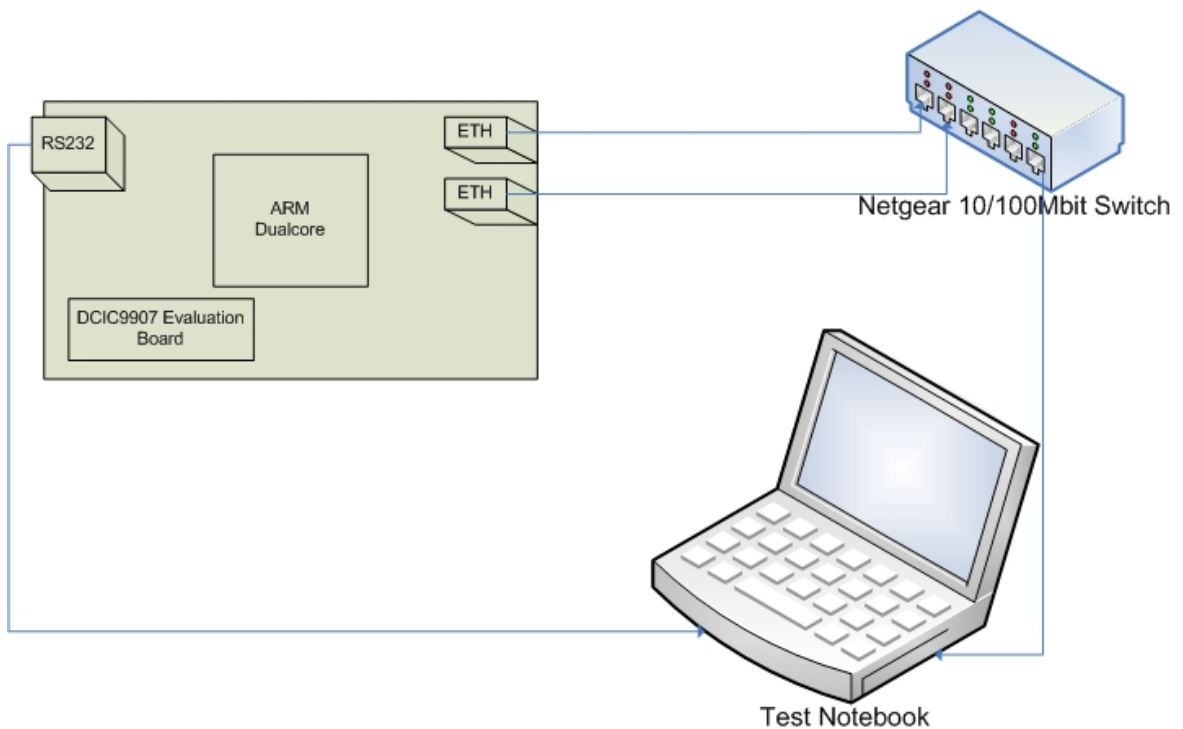 RS232
ETH
ETH
ARM
Dualcore
DCIC9907 Evaluation
Board
Netgear 10/100Mbit Switch
Test Notebook